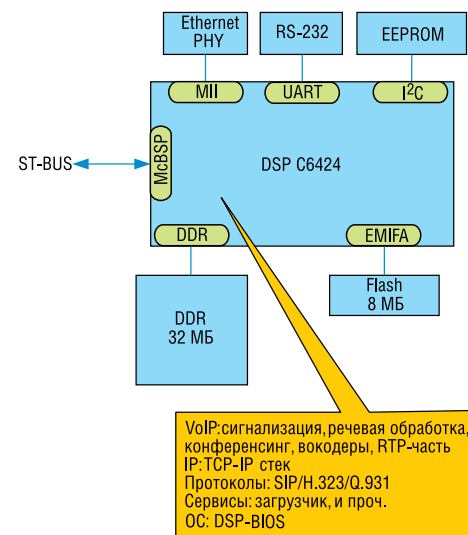 Ethernet
PHY
RS-232
EEPROM
MII
UART
I²C
ST-BUS
McBSP
DSP C6424
DDR
EMIFA
DDR
32 МБ
Flash
8 МБ
VoIP:сигнализация, речевая обработка,
конференсинг, вокодеры, RTP-часть
IP:TCP-IP стек
Протоколы: SIP/H.323/Q.931
Сервисы: загрузчик, и проч.
ОС: DSP-BIOS